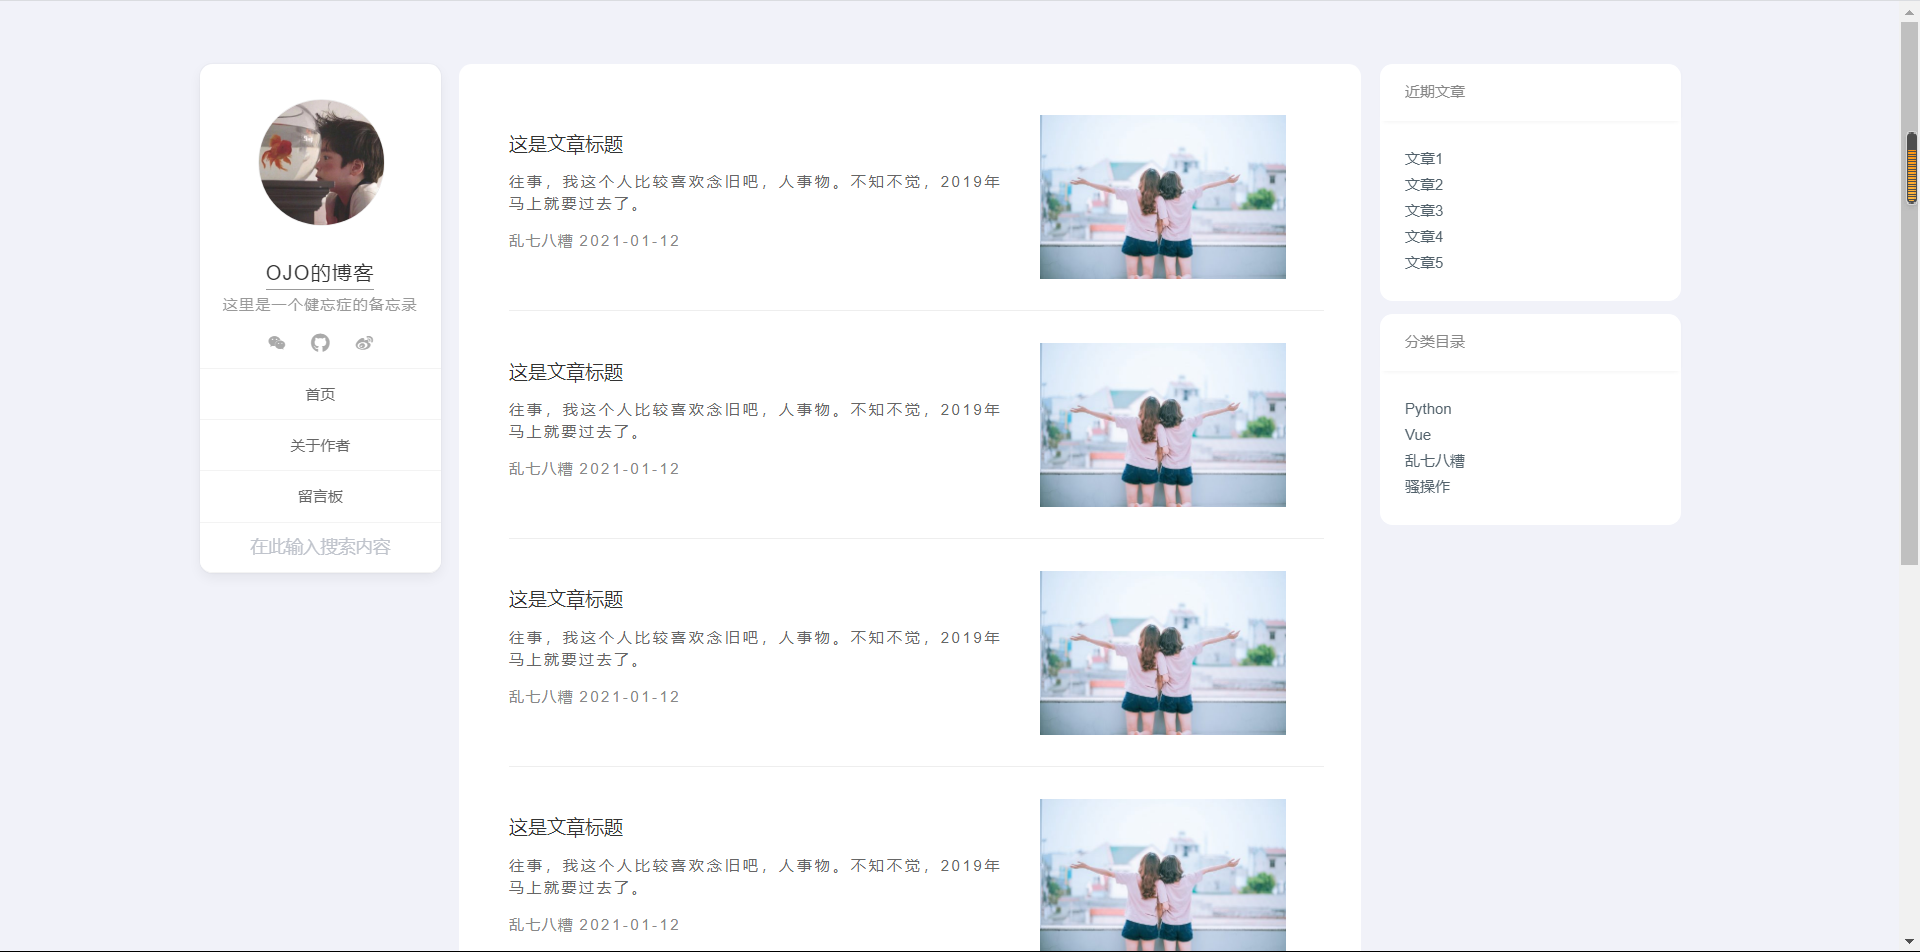 OJO的博客
这里是一个健忘症的备忘录
首页
关于作者
留言板
在此输入搜索内容
这是文章标题
往事，我这个人比较喜欢念旧吧，人事物。不知不觉，2019年
马上就要过去了。
乱七八糟 2021-01-12
这是文章标题
往事，我这个人比较喜欢念旧吧，人事物。不知不觉，2019年
马上就要过去了。
乱七八糟 2021-01-12
这是文章标题
往事，我这个人比较喜欢念旧吧，人事物。不知不觉，2019年
马上就要过去了。
乱七八糟 2021-01-12
这是文章标题
往事，我这个人比较喜欢念旧吧，人事物。不知不觉，2019年
马上就要过去了。
乱七八糟 2021-01-12
近期文章
文章1
文章2
文章3
文章4
文章5
分类目录
Python
Vue
乱七八糟
骚操作